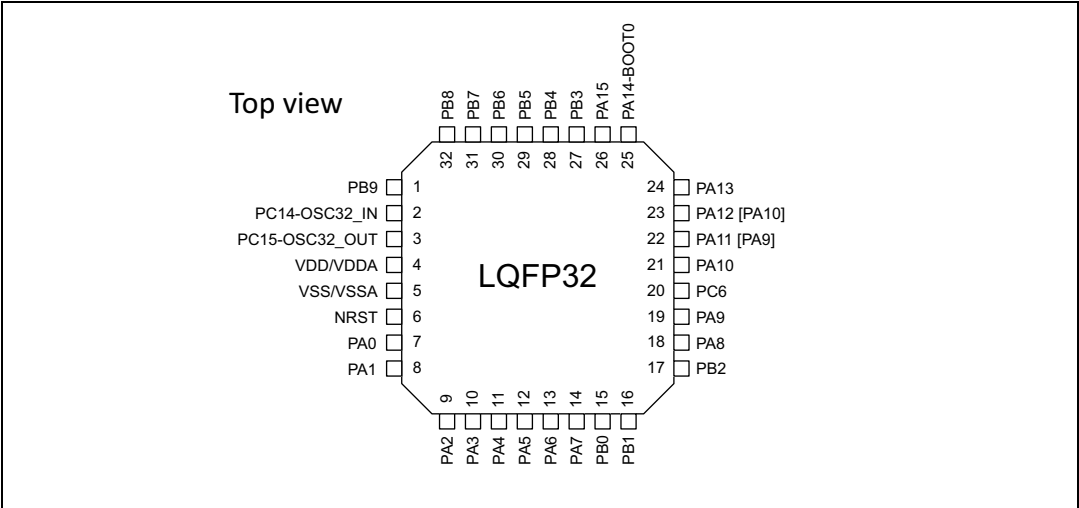 Top view
PB8
PB7
PB6
PB5
PB4
PB3
PA15
PA14-BOOT0
32
31
30
29
28
27
26
25
PB9 1
PC14-OSC32_IN 2
PC15-OSC32_OUT 3
VDD/VDDA 4
VSS/VSSA 5
NRST 6
PA0 7
PA1 8
LQFP32
24 PA13
23 PA12 [PA10]
22 PA11 [PA9]
21 PA10
20 PC6
19 PA9
18 PA8
17 PB2
9
10
11
12
13
14
15
16
PA2
PA3
PA4
PA5
PA6
PA7
PB0
PB1